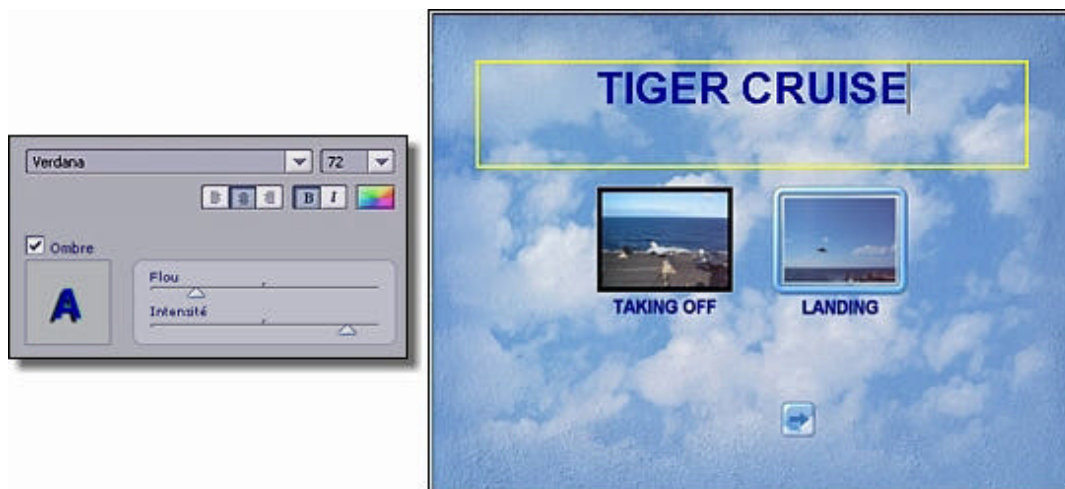 Verdana
72
B I
Ombre
A
Flou
Intensité
TIGER CRUISE
TAKING OFF
LANDING